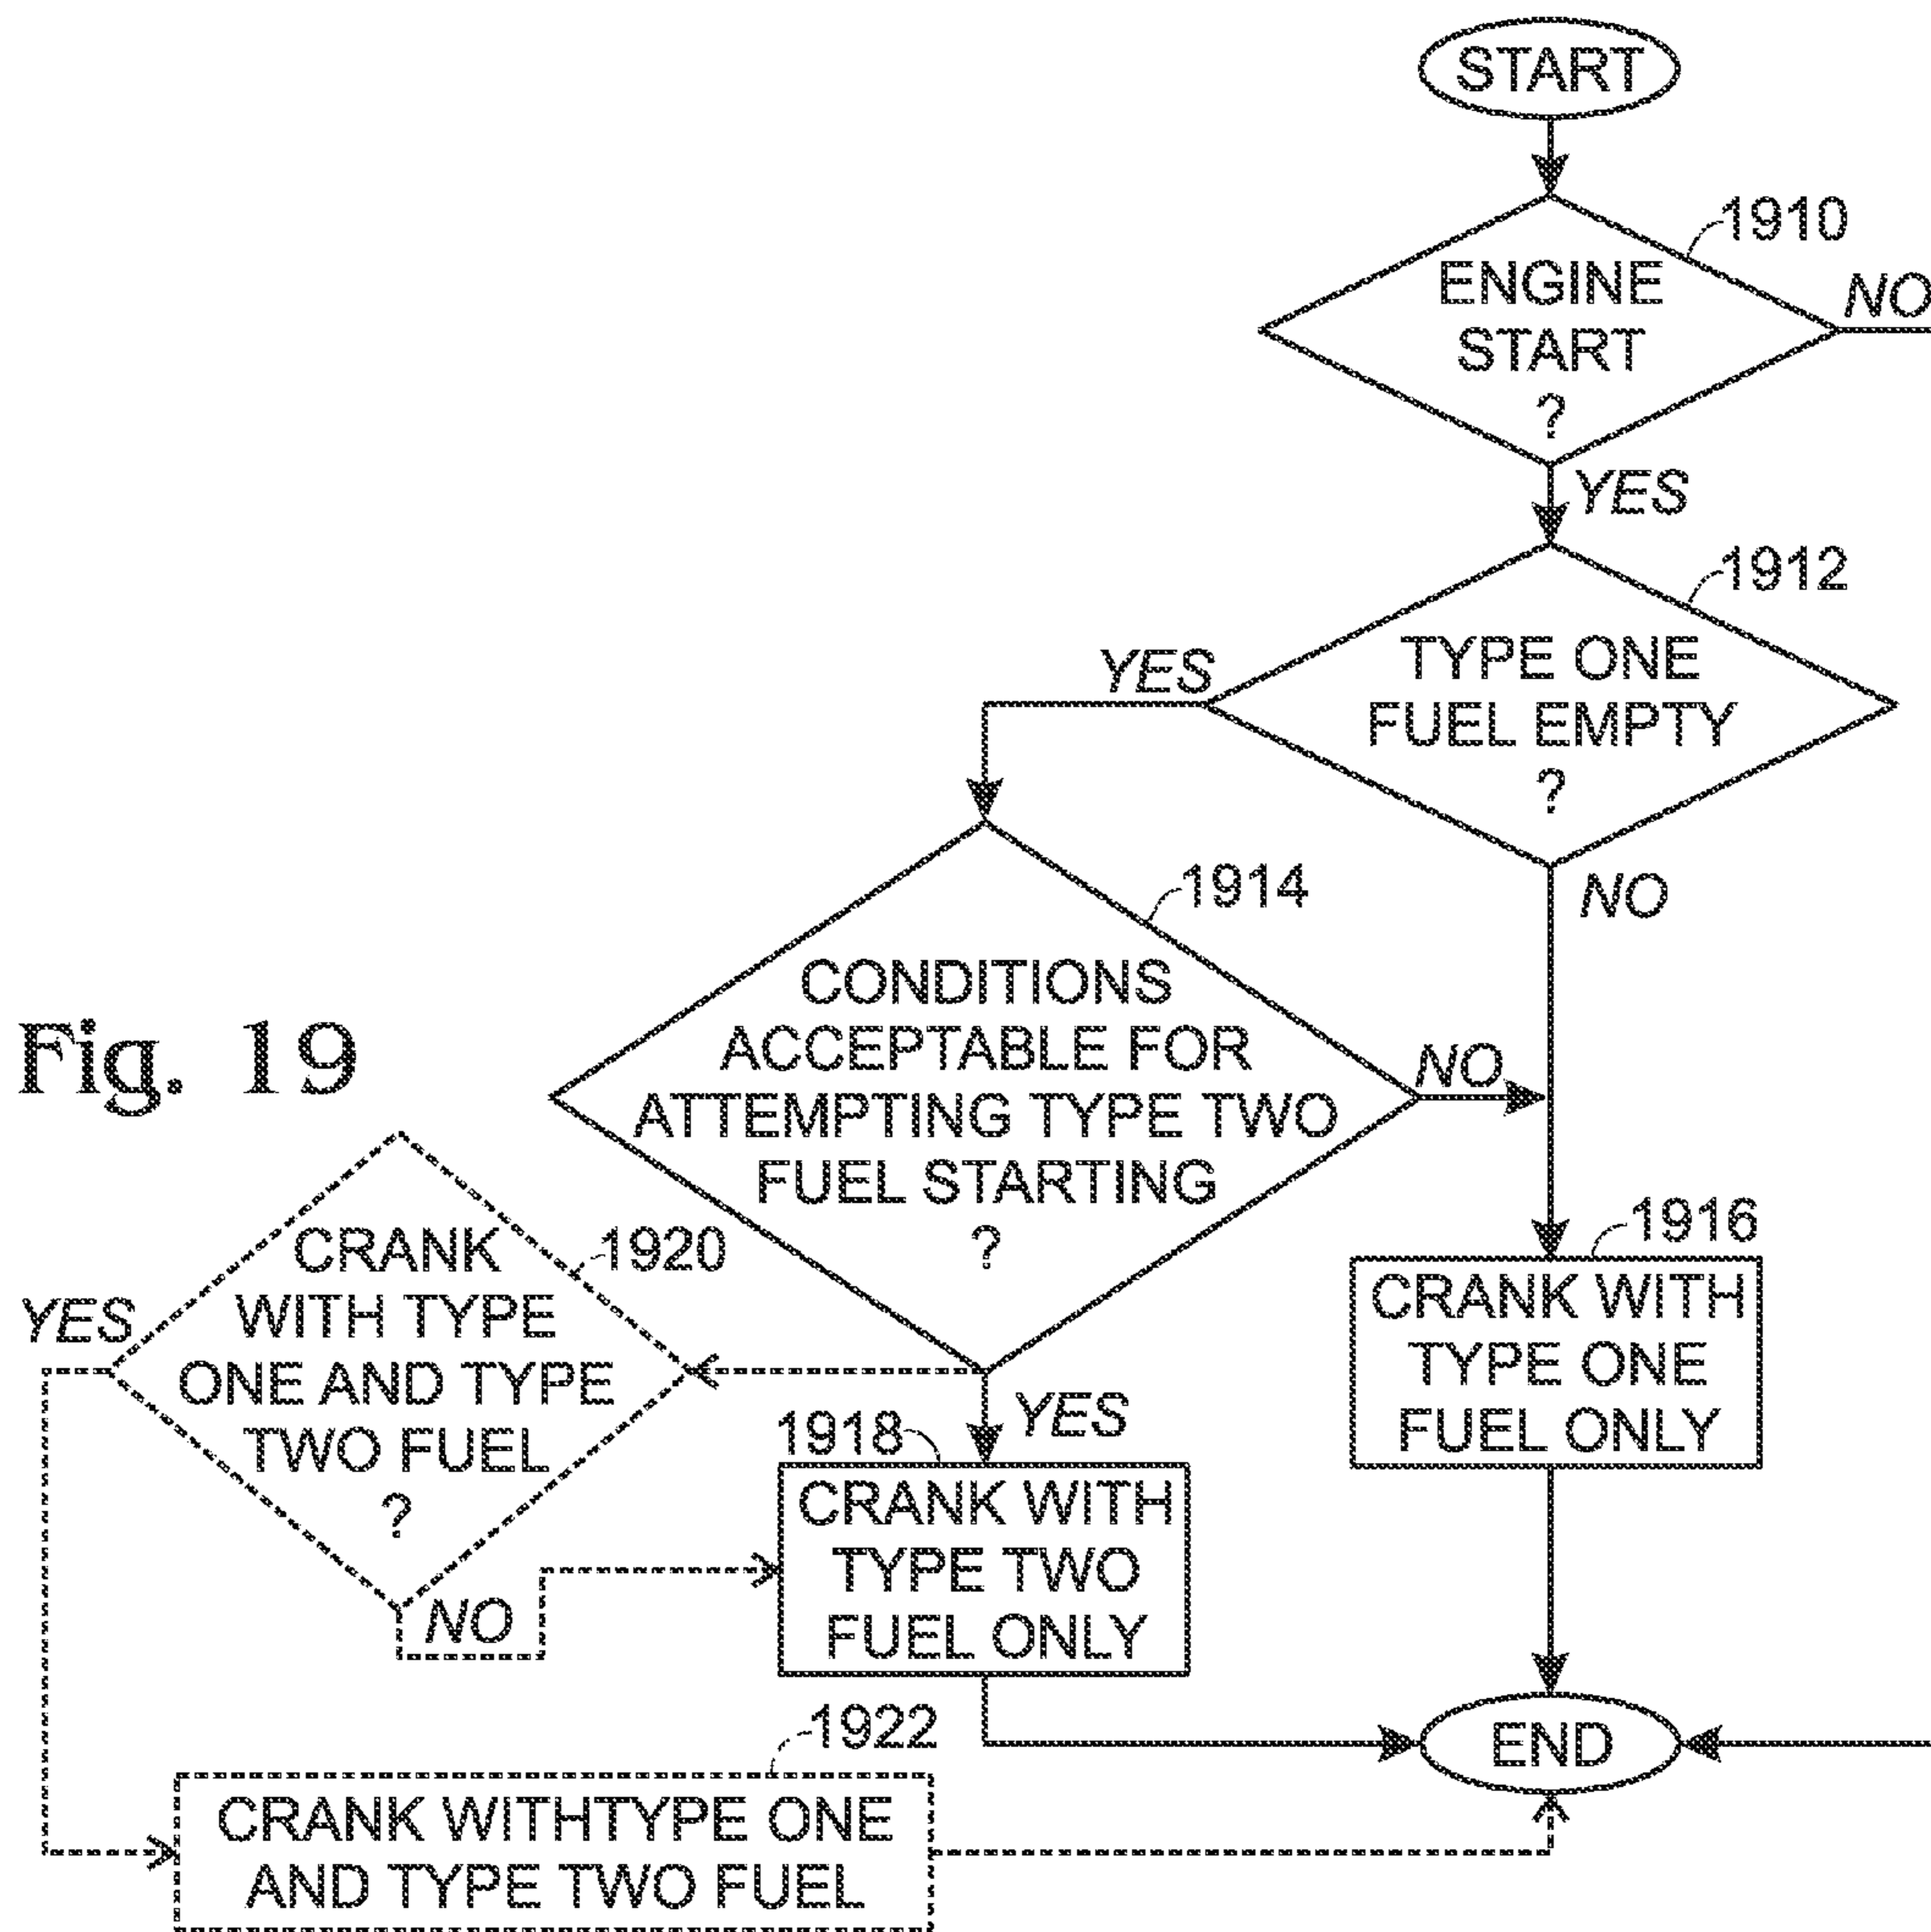 START
1910
ENGINE
START
?
NO
YES
1912
TYPE ONE
FUEL EMPTY
?
YES
NO
1914
CONDITIONS
ACCEPTABLE FOR
ATTEMPTING TYPE TWO
FUEL STARTING
?
NO
Fig. 19
1916
CRANK WITH
TYPE ONE
FUEL ONLY
1920
CRANK
WITH TYPE
ONE AND TYPE
TWO FUEL
?
YES
YES
1918
CRANK WITH
TYPE TWO
FUEL ONLY
NO
1922
END
CRANK WITHTYPE ONE
AND TYPE TWO FUEL